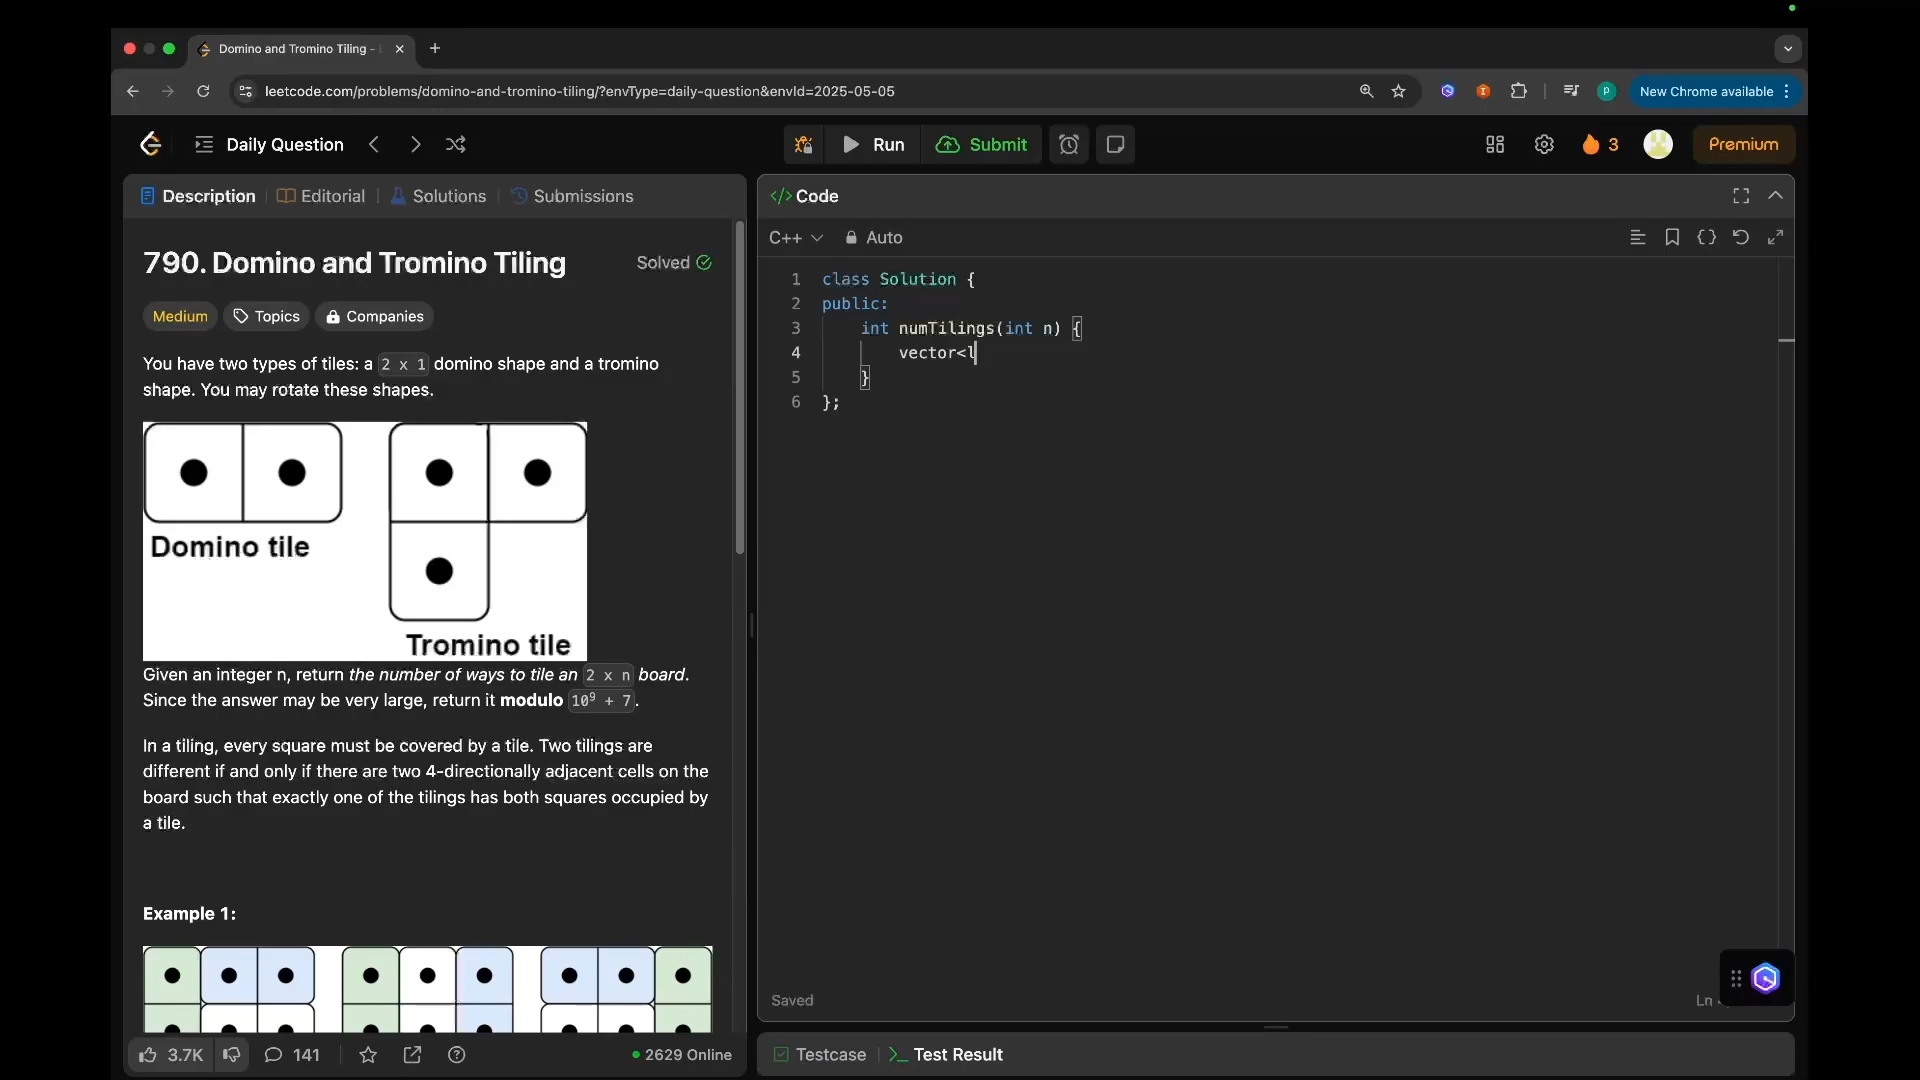 Domino and Tromino Tiling -
leetcode.com/problems/domino-and-tromino-tiling/?envType=daily-question&envId=2025-05-05
New Chrome available
Daily Question
Run
Submit
3
Premium
Description
Editorial
Solutions
Submissions
790. Domino and Tromino Tiling
Solved
Medium
Topics
Companies
You have two types of tiles: a 2 x 1 domino shape and a tromino
shape. You may rotate these shapes.
Domino tile
Tromino tile
Given an integer n, return the number of ways to tile an 2 x n board.
Since the answer may be very large, return it modulo 10⁹ + 7.
In a tiling, every square must be covered by a tile. Two tilings are
different if and only if there are two 4-directionally adjacent cells on the
board such that exactly one of the tilings has both squares occupied by
a tile.
Example 1:
3.7K
141
2629 Online
</> Code
C++
Auto
1 class Solution {
2 public:
3 int numTilings(int n) {
4 vector<l
5 }
6 };
Saved
Ln
Testcase
Test Result